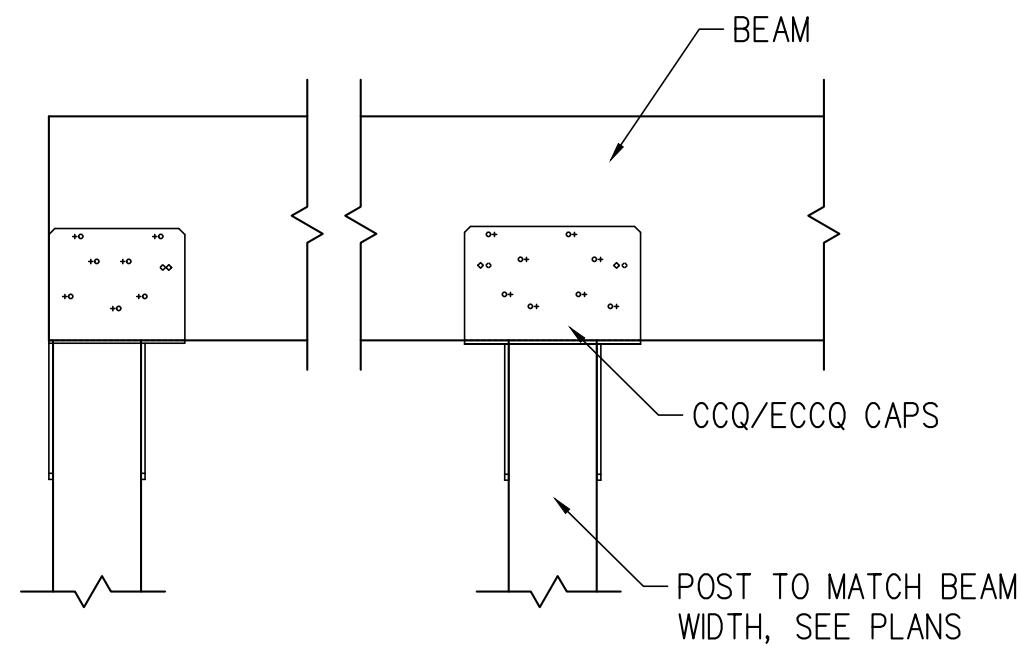 BEAM
CCQ/ECCQ CAPS
POST TO MATCH BEAM
WIDTH, SEE PLANS